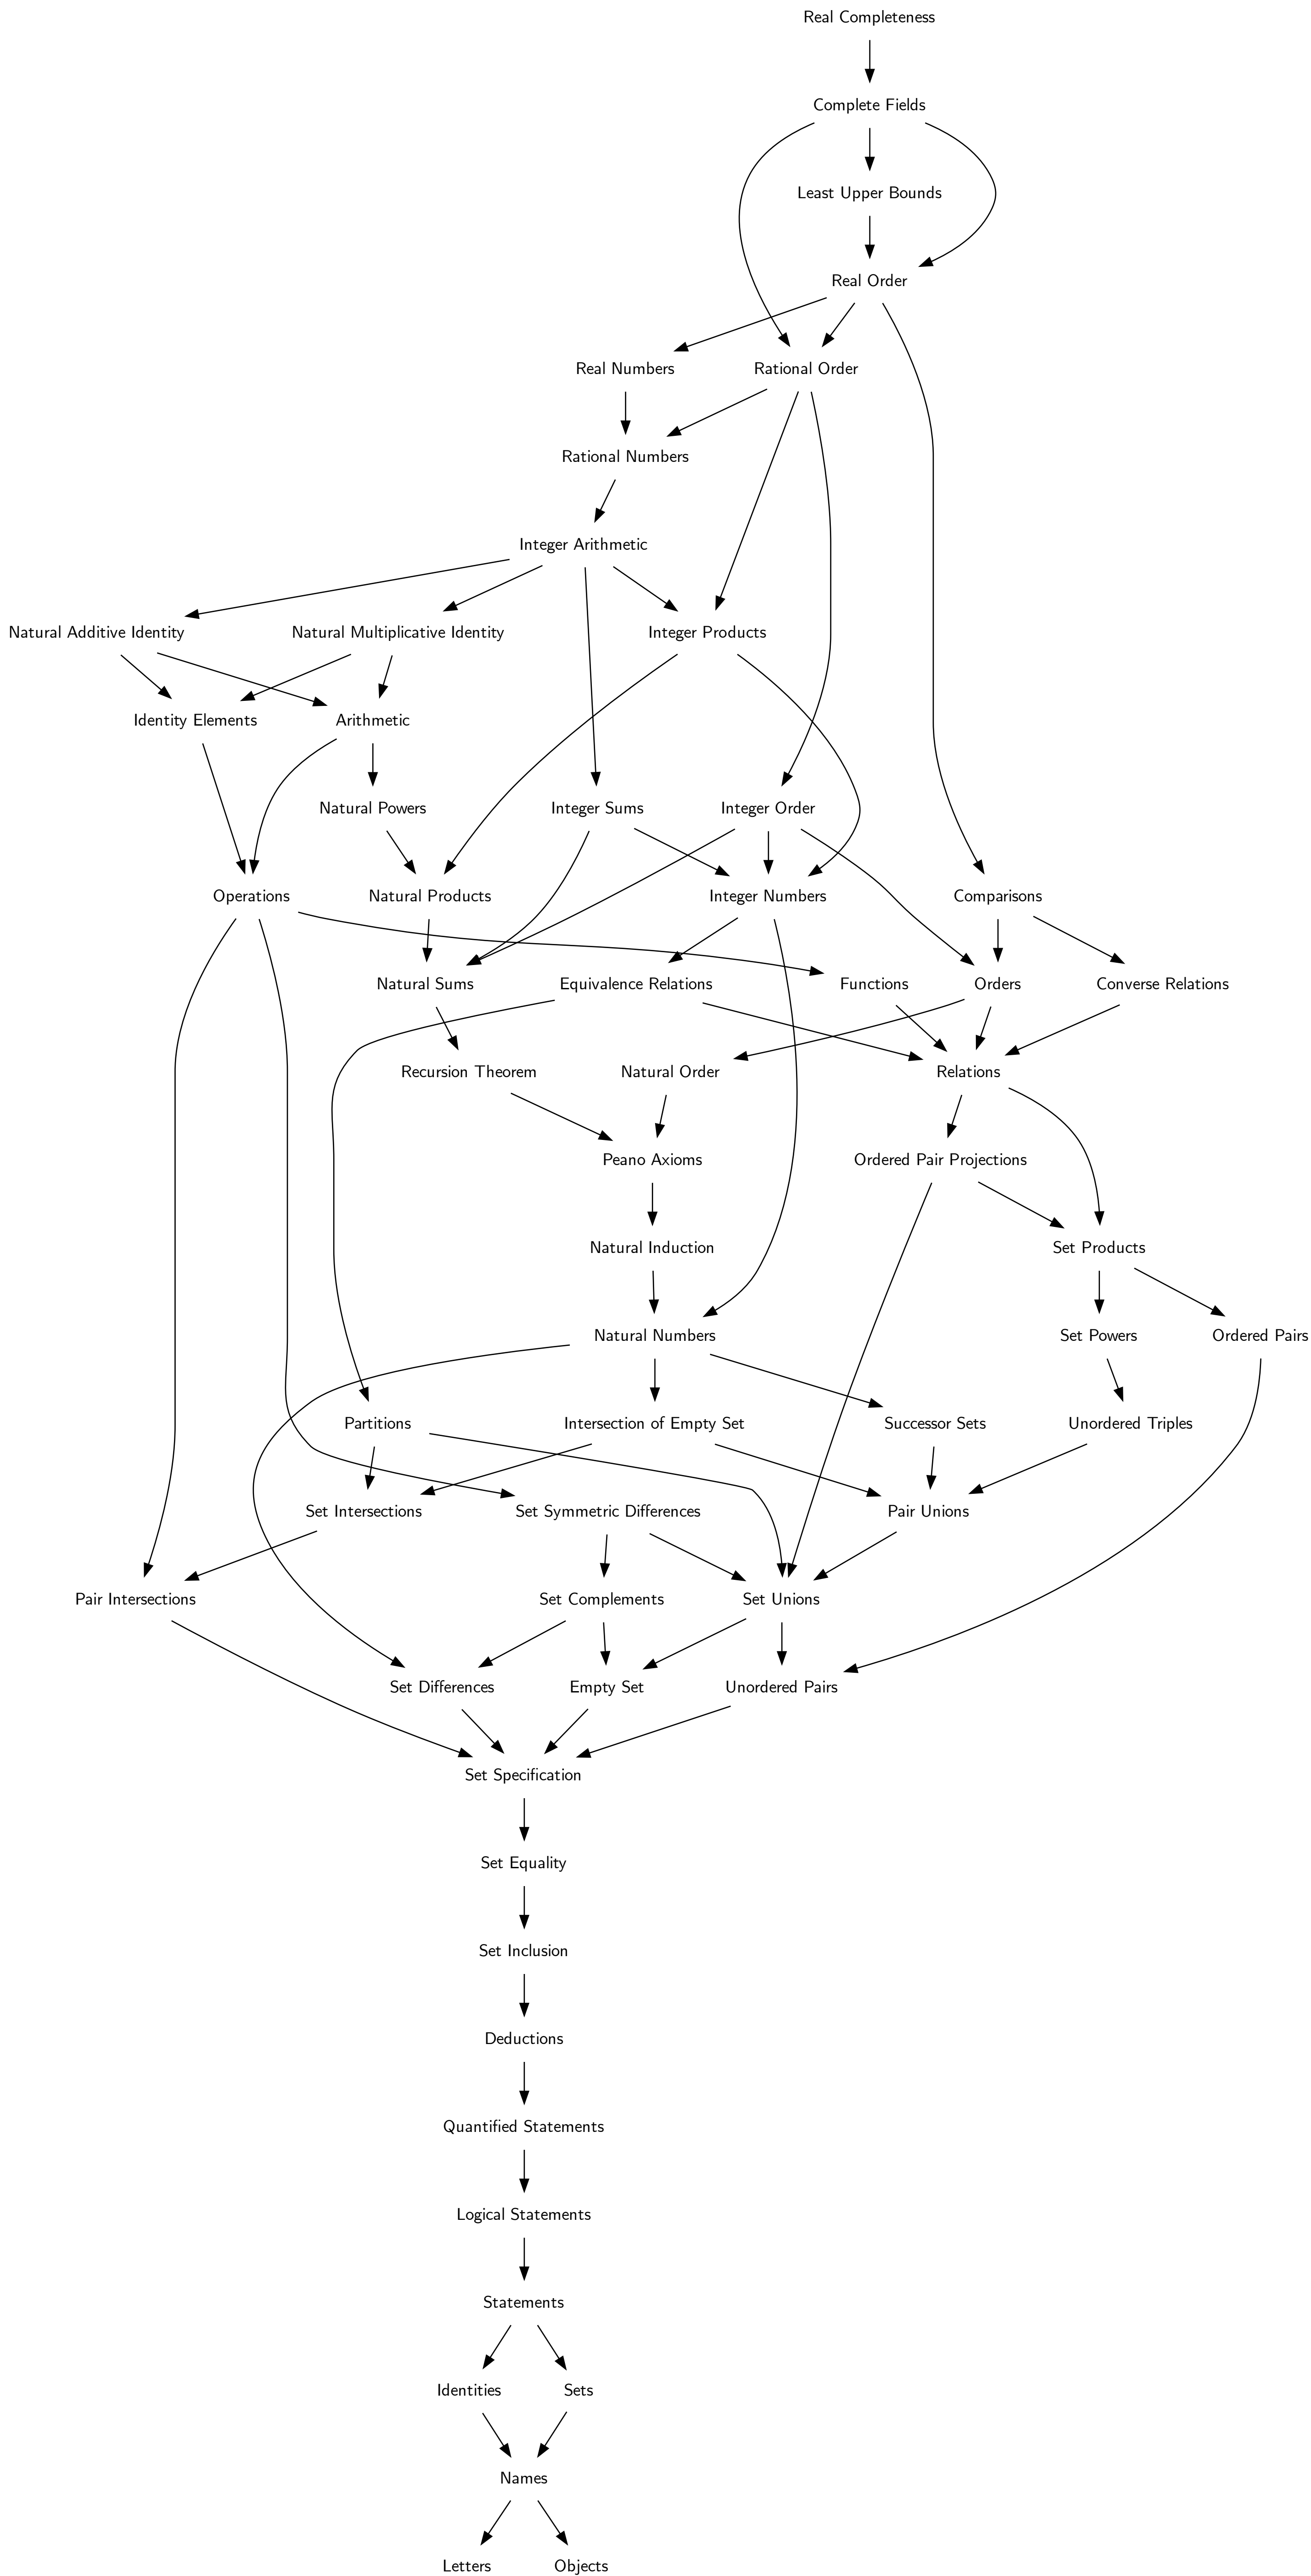 Real Completeness
Complete Fields
Least Upper Bounds
Real Order
Real Numbers
Rational Order
Rational Numbers
Integer Arithmetic
Natural Additive Identity
Natural Multiplicative Identity
Integer Products
Identity Elements
Arithmetic
Natural Powers
Integer Sums
Integer Order
Operations
Natural Products
Integer Numbers
Comparisons
Natural Sums
Equivalence Relations
Functions
Orders
Converse Relations
Recursion Theorem
Natural Order
Relations
Peano Axioms
Ordered Pair Projections
Natural Induction
Set Products
Natural Numbers
Set Powers
Ordered Pairs
Partitions
Intersection of Empty Set
Successor Sets
Unordered Triples
Set Intersections
Set Symmetric Differences
Pair Unions
Pair Intersections
Set Complements
Set Unions
Set Differences
Empty Set
Unordered Pairs
Set Specification
Set Equality
Set Inclusion
Deductions
Quantified Statements
Logical Statements
Statements
Identities
Sets
Names
Letters
Objects